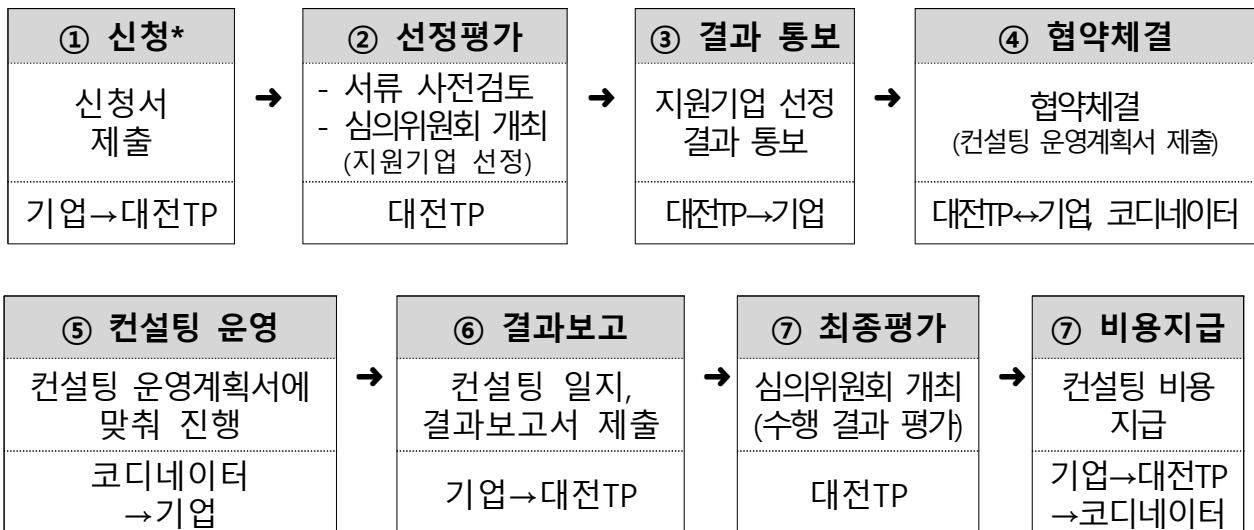 ① 신청*
신청서
제출
기업→대전TP
➜
② 선정평가
- 서류 사전검토
- 심의위원회 개최
(지원기업 선정)
대전TP
➜
③ 결과 통보
지원기업 선정
결과 통보
대전TP→기업
➜
④ 협약체결
협약체결
(컨설팅 운영계획서 제출)
대전TP↔기업, 코디네이터
⑤ 컨설팅 운영
컨설팅 운영계획서에
맞춰 진행
코디네이터
→기업
➜
⑥ 결과보고
컨설팅 일지,
결과보고서 제출
기업→대전TP
➜
⑦ 최종평가
심의위원회 개최
(수행 결과 평가)
대전TP
➜
⑦ 비용지급
컨설팅 비용
지급
기업→대전TP
→코디네이터